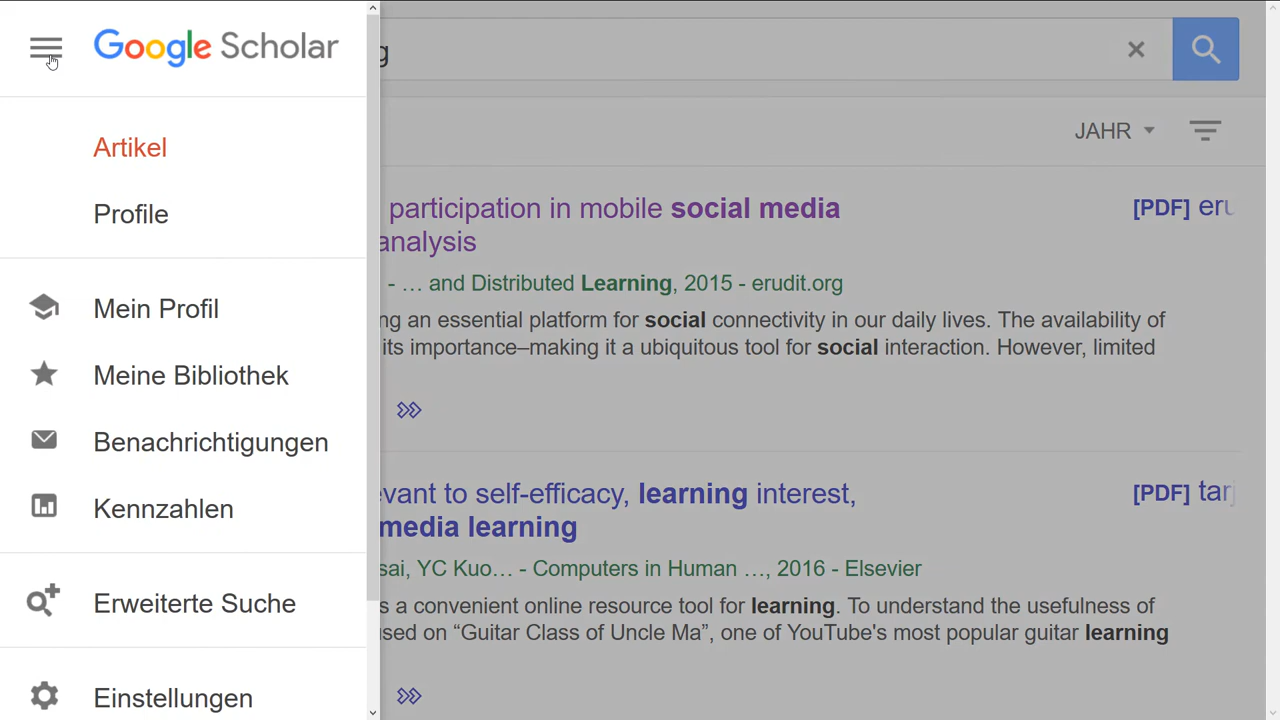 Google Scholar
Artikel
Profile
Mein Profil
Meine Bibliothek
Benachrichtigungen
Kennzahlen
Erweiterte Suche
Einstellungen
g
JAHR
participation in mobile social media
analysis
[PDF] eru
- … and Distributed Learning, 2015 - erudit.org
ng an essential platform for social connectivity in our daily lives. The availability of
its importance–making it a ubiquitous tool for social interaction. However, limited
evant to self-efficacy, learning interest,
media learning
[PDF] tar
sai, YC Kuo… - Computers in Human …, 2016 - Elsevier
s a convenient online resource tool for learning. To understand the usefulness of
used on “Guitar Class of Uncle Ma”, one of YouTube's most popular guitar learning